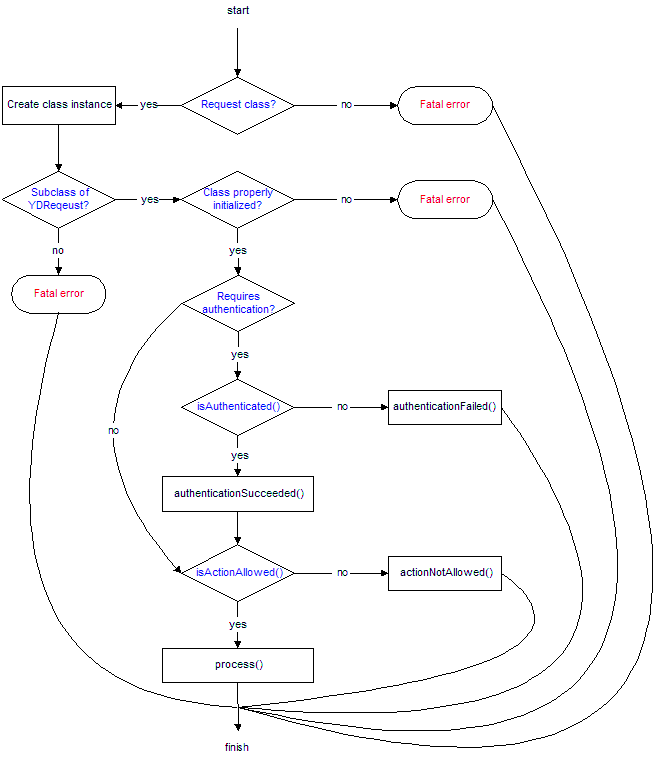 start
Create class instance
yes
Request class?
no
Fatal error
Subclass of
YDReqeust?
yes
Class properly
initialized?
no
Fatal error
no
yes
Fatal error
Requires
authentication?
yes
isAuthenticated()
no
authenticationFailed()
no
yes
authenticationSucceeded()
isActionAllowed()
no
actionNotAllowed()
yes
process()
finish